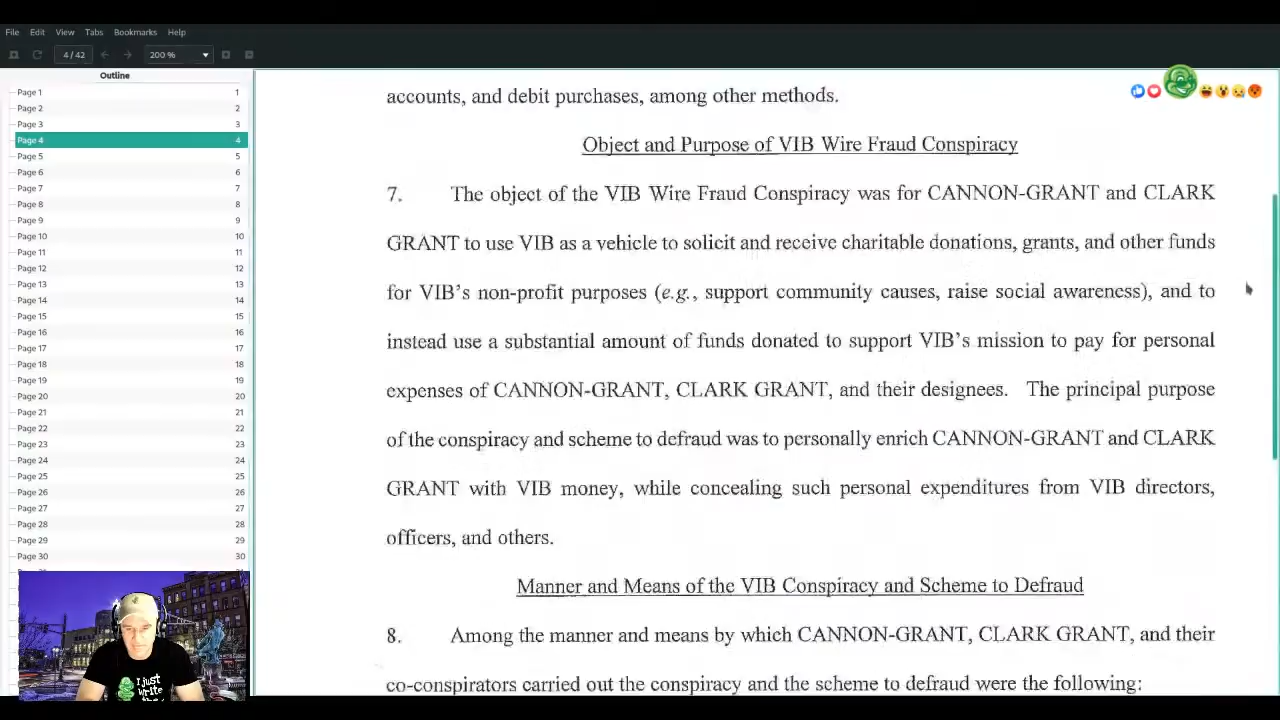 File Edit View Tabs Bookmarks Help
4 / 42 200 %
Outline
Page 1 1
Page 2 2
Page 3 3
Page 4 4
Page 5 5
Page 6 6
Page 7 7
Page 8 8
Page 9 9
Page 10 10
Page 11 11
Page 12 12
Page 13 13
Page 14 14
Page 15 15
Page 16 16
Page 17 17
Page 18 18
Page 19 19
Page 20 20
Page 21 21
Page 22 22
Page 23 23
Page 24 24
Page 25 25
Page 26 26
Page 27 27
Page 28 28
Page 29 29
Page 30 30
accounts, and debit purchases, among other methods.
Object and Purpose of VIB Wire Fraud Conspiracy
7. The object of the VIB Wire Fraud Conspiracy was for CANNON-GRANT and CLARK
GRANT to use VIB as a vehicle to solicit and receive charitable donations, grants, and other funds
for VIB's non-profit purposes (e.g., support community causes, raise social awareness), and to
instead use a substantial amount of funds donated to support VIB's mission to pay for personal
expenses of CANNON-GRANT, CLARK GRANT, and their designees. The principal purpose
of the conspiracy and scheme to defraud was to personally enrich CANNON-GRANT and CLARK
GRANT with VIB money, while concealing such personal expenditures from VIB directors,
officers, and others.
Manner and Means of the VIB Conspiracy and Scheme to Defraud
8. Among the manner and means by which CANNON-GRANT, CLARK GRANT, and their
co-conspirators carried out the conspiracy and the scheme to defraud were the following:
I just
Write
the